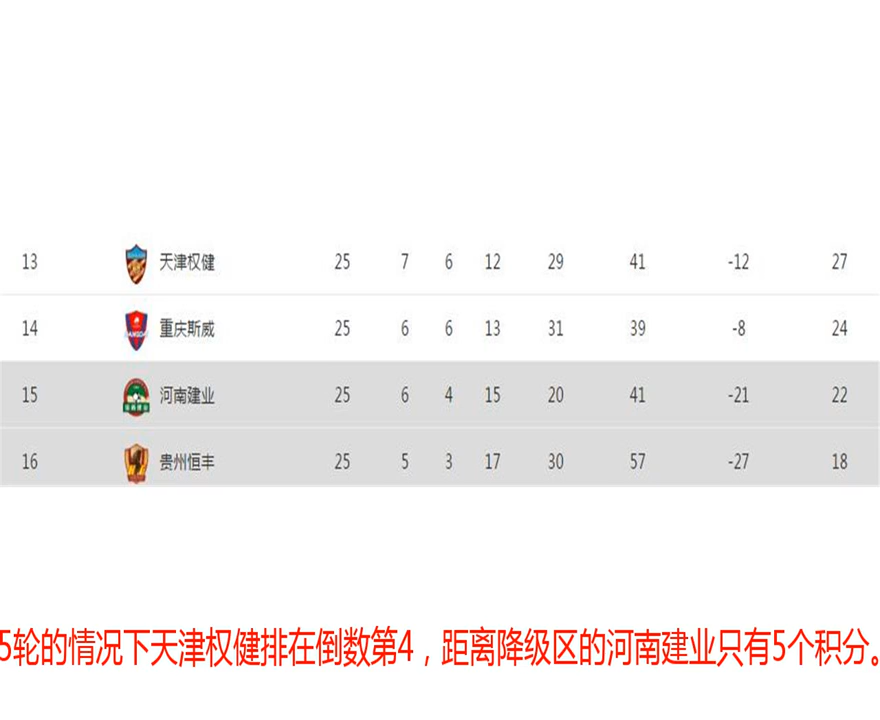 13 天津权健 25 7 6 12 29 41 -12 27
14 重庆斯威 25 6 6 13 31 39 -8 24
15 河南建业 25 6 4 15 20 41 -21 22
16 贵州恒丰 25 5 3 17 30 57 -27 18
5轮的情况下天津权健排在倒数第4，距离降级区的河南建业只有5个积分。